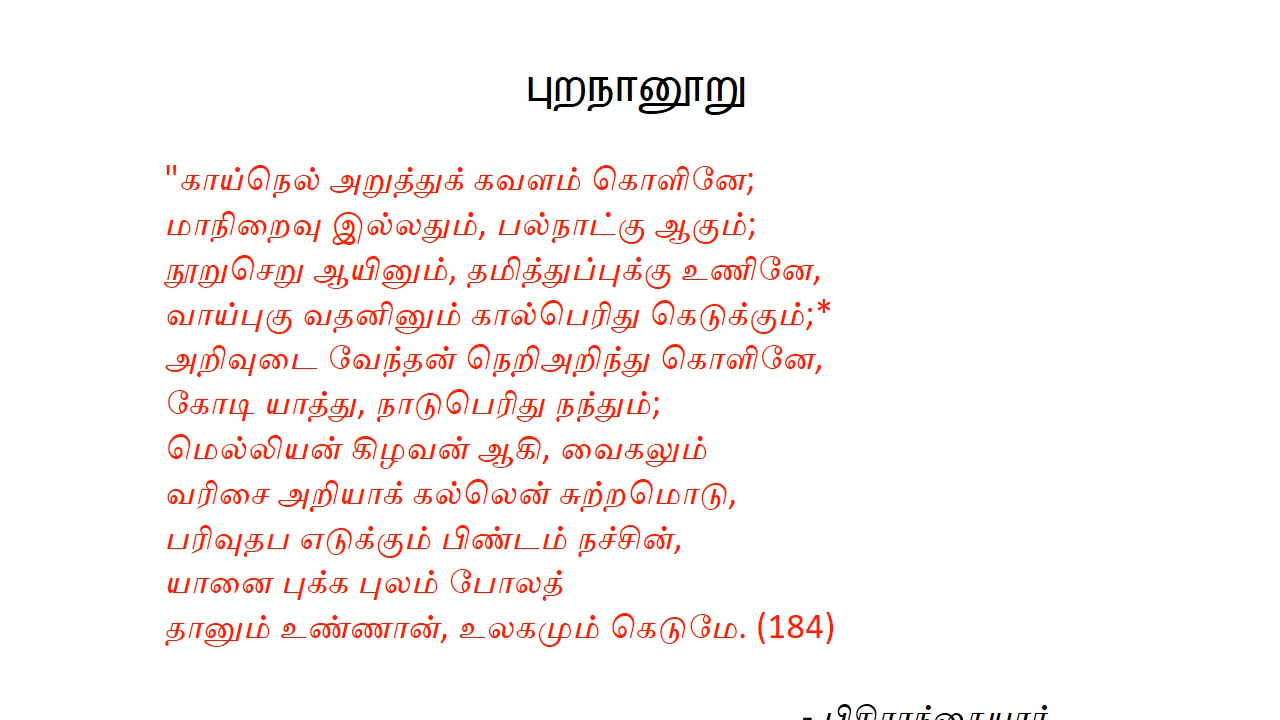 புறநானூறு
"காய்நெல் அறுத்துக் கவளம் கொளினே;
மாநிறைவு இல்லதும், பல்நாட்கு ஆகும்;
நூறுசெறு ஆயினும், தமித்துப்புக்கு உணினே,
வாய்புகு வதனினும் கால்பெரிது கெடுக்கும்;*
அறிவுடை வேந்தன் நெறிஅறிந்து கொளினே,
கோடி யாத்து, நாடுபெரிது நந்தும்;
மெல்லியன் கிழவன் ஆகி, வைகலும்
வரிசை அறியாக் கல்லென் சுற்றமொடு,
பரிவுதப எடுக்கும் பிண்டம் நச்சின்,
யானை புக்க புலம் போலத்
தானும் உண்ணான், உலகமும் கெடுமே. (184)